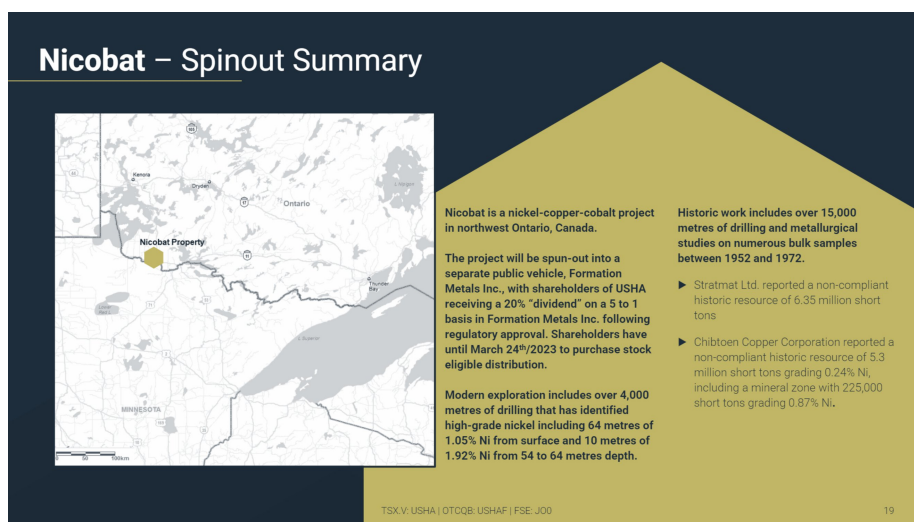 Nicobat – Spinout Summary
105
Kenora
Dryden
17
Ontario
Nicobat Property
11
Thunder
Bay
L. Superior
MINNESOTA
0 50 100km
Nicobat is a nickel-copper-cobalt project
in northwest Ontario, Canada.
The project will be spun-out into a
separate public vehicle, Formation
Metals Inc., with shareholders of USHA
receiving a 20% “dividend” on a 5 to 1
basis in Formation Metals Inc. following
regulatory approval. Shareholders have
until March 24th/2023 to purchase stock
eligible distribution.
Modern exploration includes over 4,000
metres of drilling that has identified
high-grade nickel including 64 metres of
1.05% Ni from surface and 10 metres of
1.92% Ni from 54 to 64 metres depth.
Historic work includes over 15,000
metres of drilling and metallurgical
studies on numerous bulk samples
between 1952 and 1972.
▶ Stratmat Ltd. reported a non-compliant
historic resource of 6.35 million short
tons
▶ Chibtoen Copper Corporation reported a
non-compliant historic resource of 5.3
million short tons grading 0.24% Ni,
including a mineral zone with 225,000
short tons grading 0.87% Ni.
TSX.V: USHA | OTCQB: USHAF | FSE: JO0
19